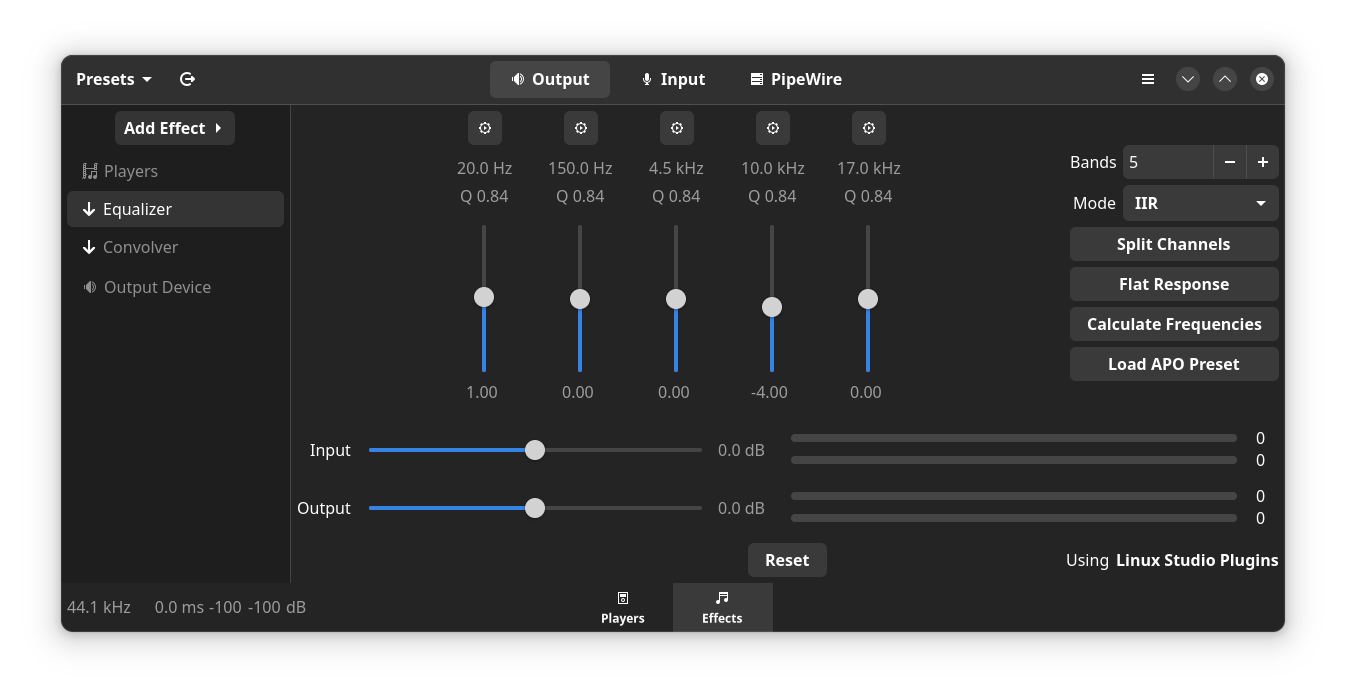 Presets
Output
Input
PipeWire
Add Effect
Players
Equalizer
Convolver
Output Device
20.0 Hz 150.0 Hz 4.5 kHz 10.0 kHz 17.0 kHz
Q 0.84 Q 0.84 Q 0.84 Q 0.84 Q 0.84
1.00 0.00 0.00 -4.00 0.00
Bands 5
Mode IIR
Split Channels
Flat Response
Calculate Frequencies
Load APO Preset
Input 0.0 dB 0
0
Output 0.0 dB 0
0
Reset
Using Linux Studio Plugins
44.1 kHz 0.0 ms -100 -100 dB
Players
Effects